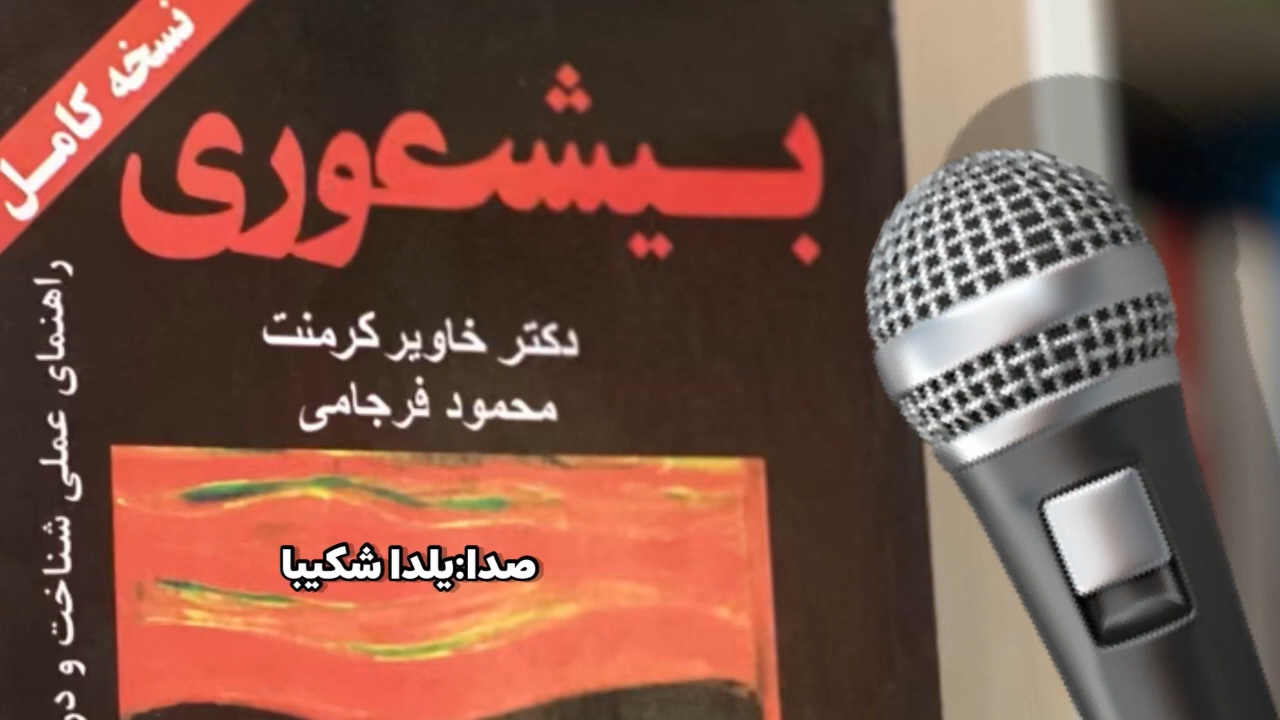 نسخه کامل
بیشعوری
دکتر خاویر کرمنت
محمود فرجامی
راهنمای عملی شناخت و
صدا:یلدا شکیبا